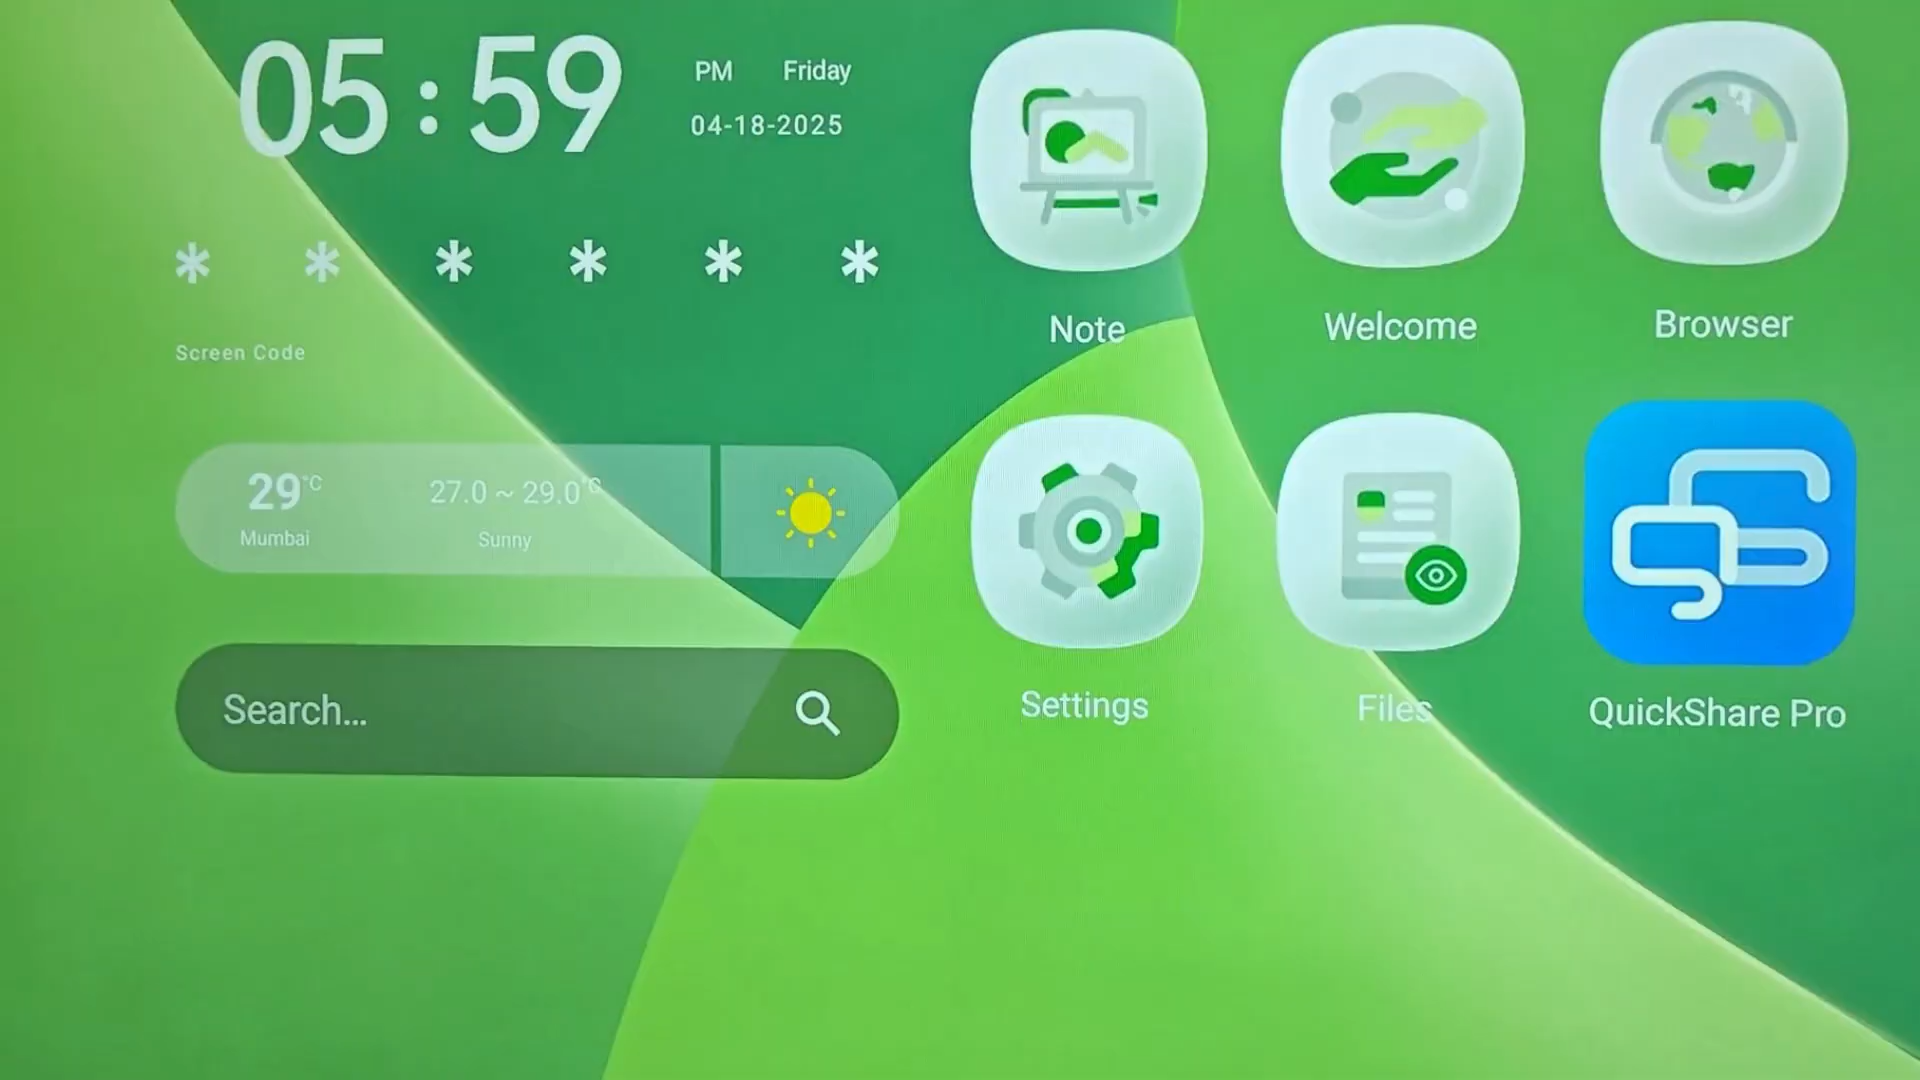 05:59
PM Friday
04-18-2025
* * * * * *
Screen Code
29°C
27.0 ~ 29.0°C
Mumbai
Sunny
Search...
Note
Welcome
Browser
Settings
Files
QuickShare Pro